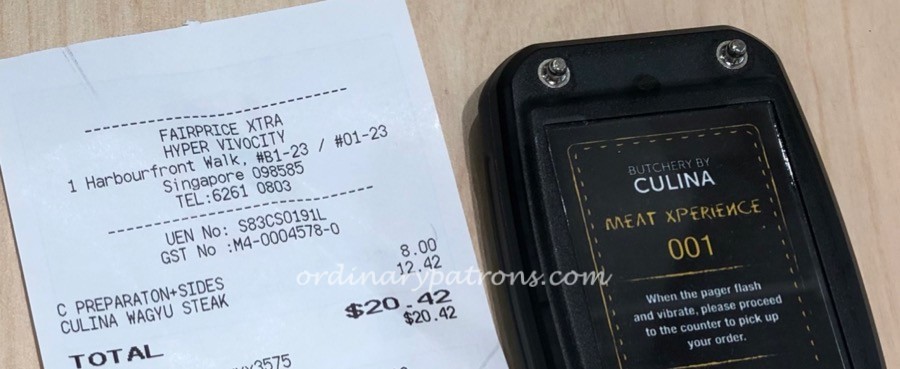 FAIRPRICE XTRA
HYPER VIVOCITY
1 Harbourfront Walk, #B1-23 / #01-23
Singapore 098585
TEL:6261 0803
UEN No: S83CS0191L
GST No :M4-0004578-0
C PREPARATON+SIDES 8.00
CULINA WAGYU STEAK 12.42
TOTAL $20.42
$20.42
3575
ordinarypatrons.com
BUTCHERY BY
CULINA
MEAT XPERIENCE
001
When the pager flash
and vibrate, please proceed
to the counter to pick up
your order.